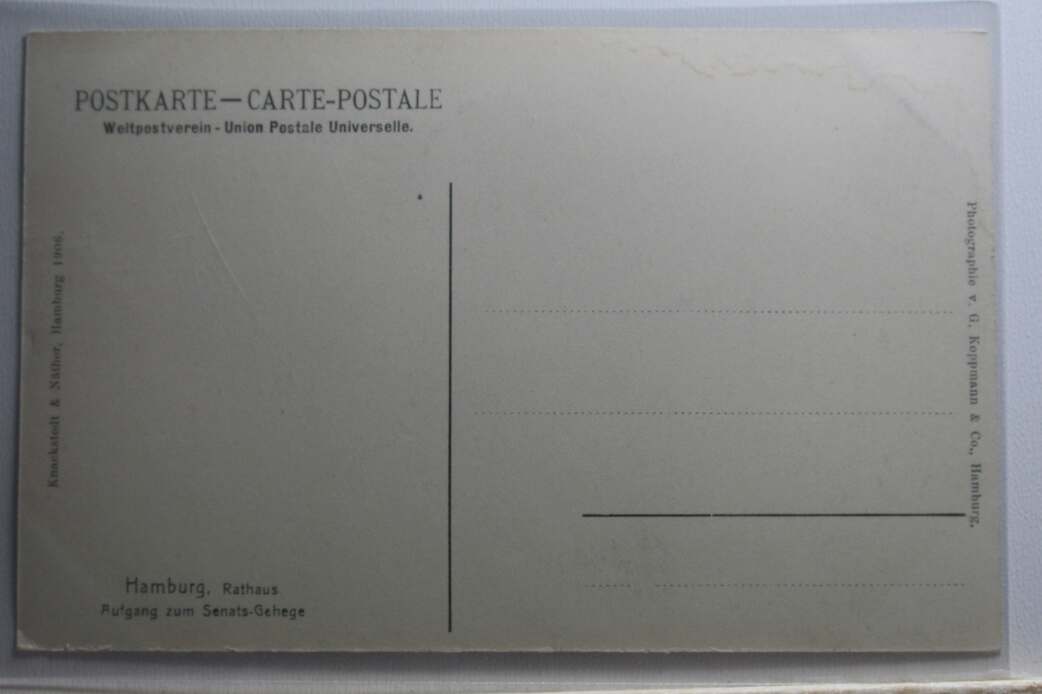 POSTKARTE—CARTE-POSTALE
Weltpostverein - Union Postale Universelle.
Knackstedt & Näther, Hamburg 1906.
Photographie v. G. Koppmann & Co., Hamburg.
Hamburg, Rathaus
Aufgang zum Senats-Gehege